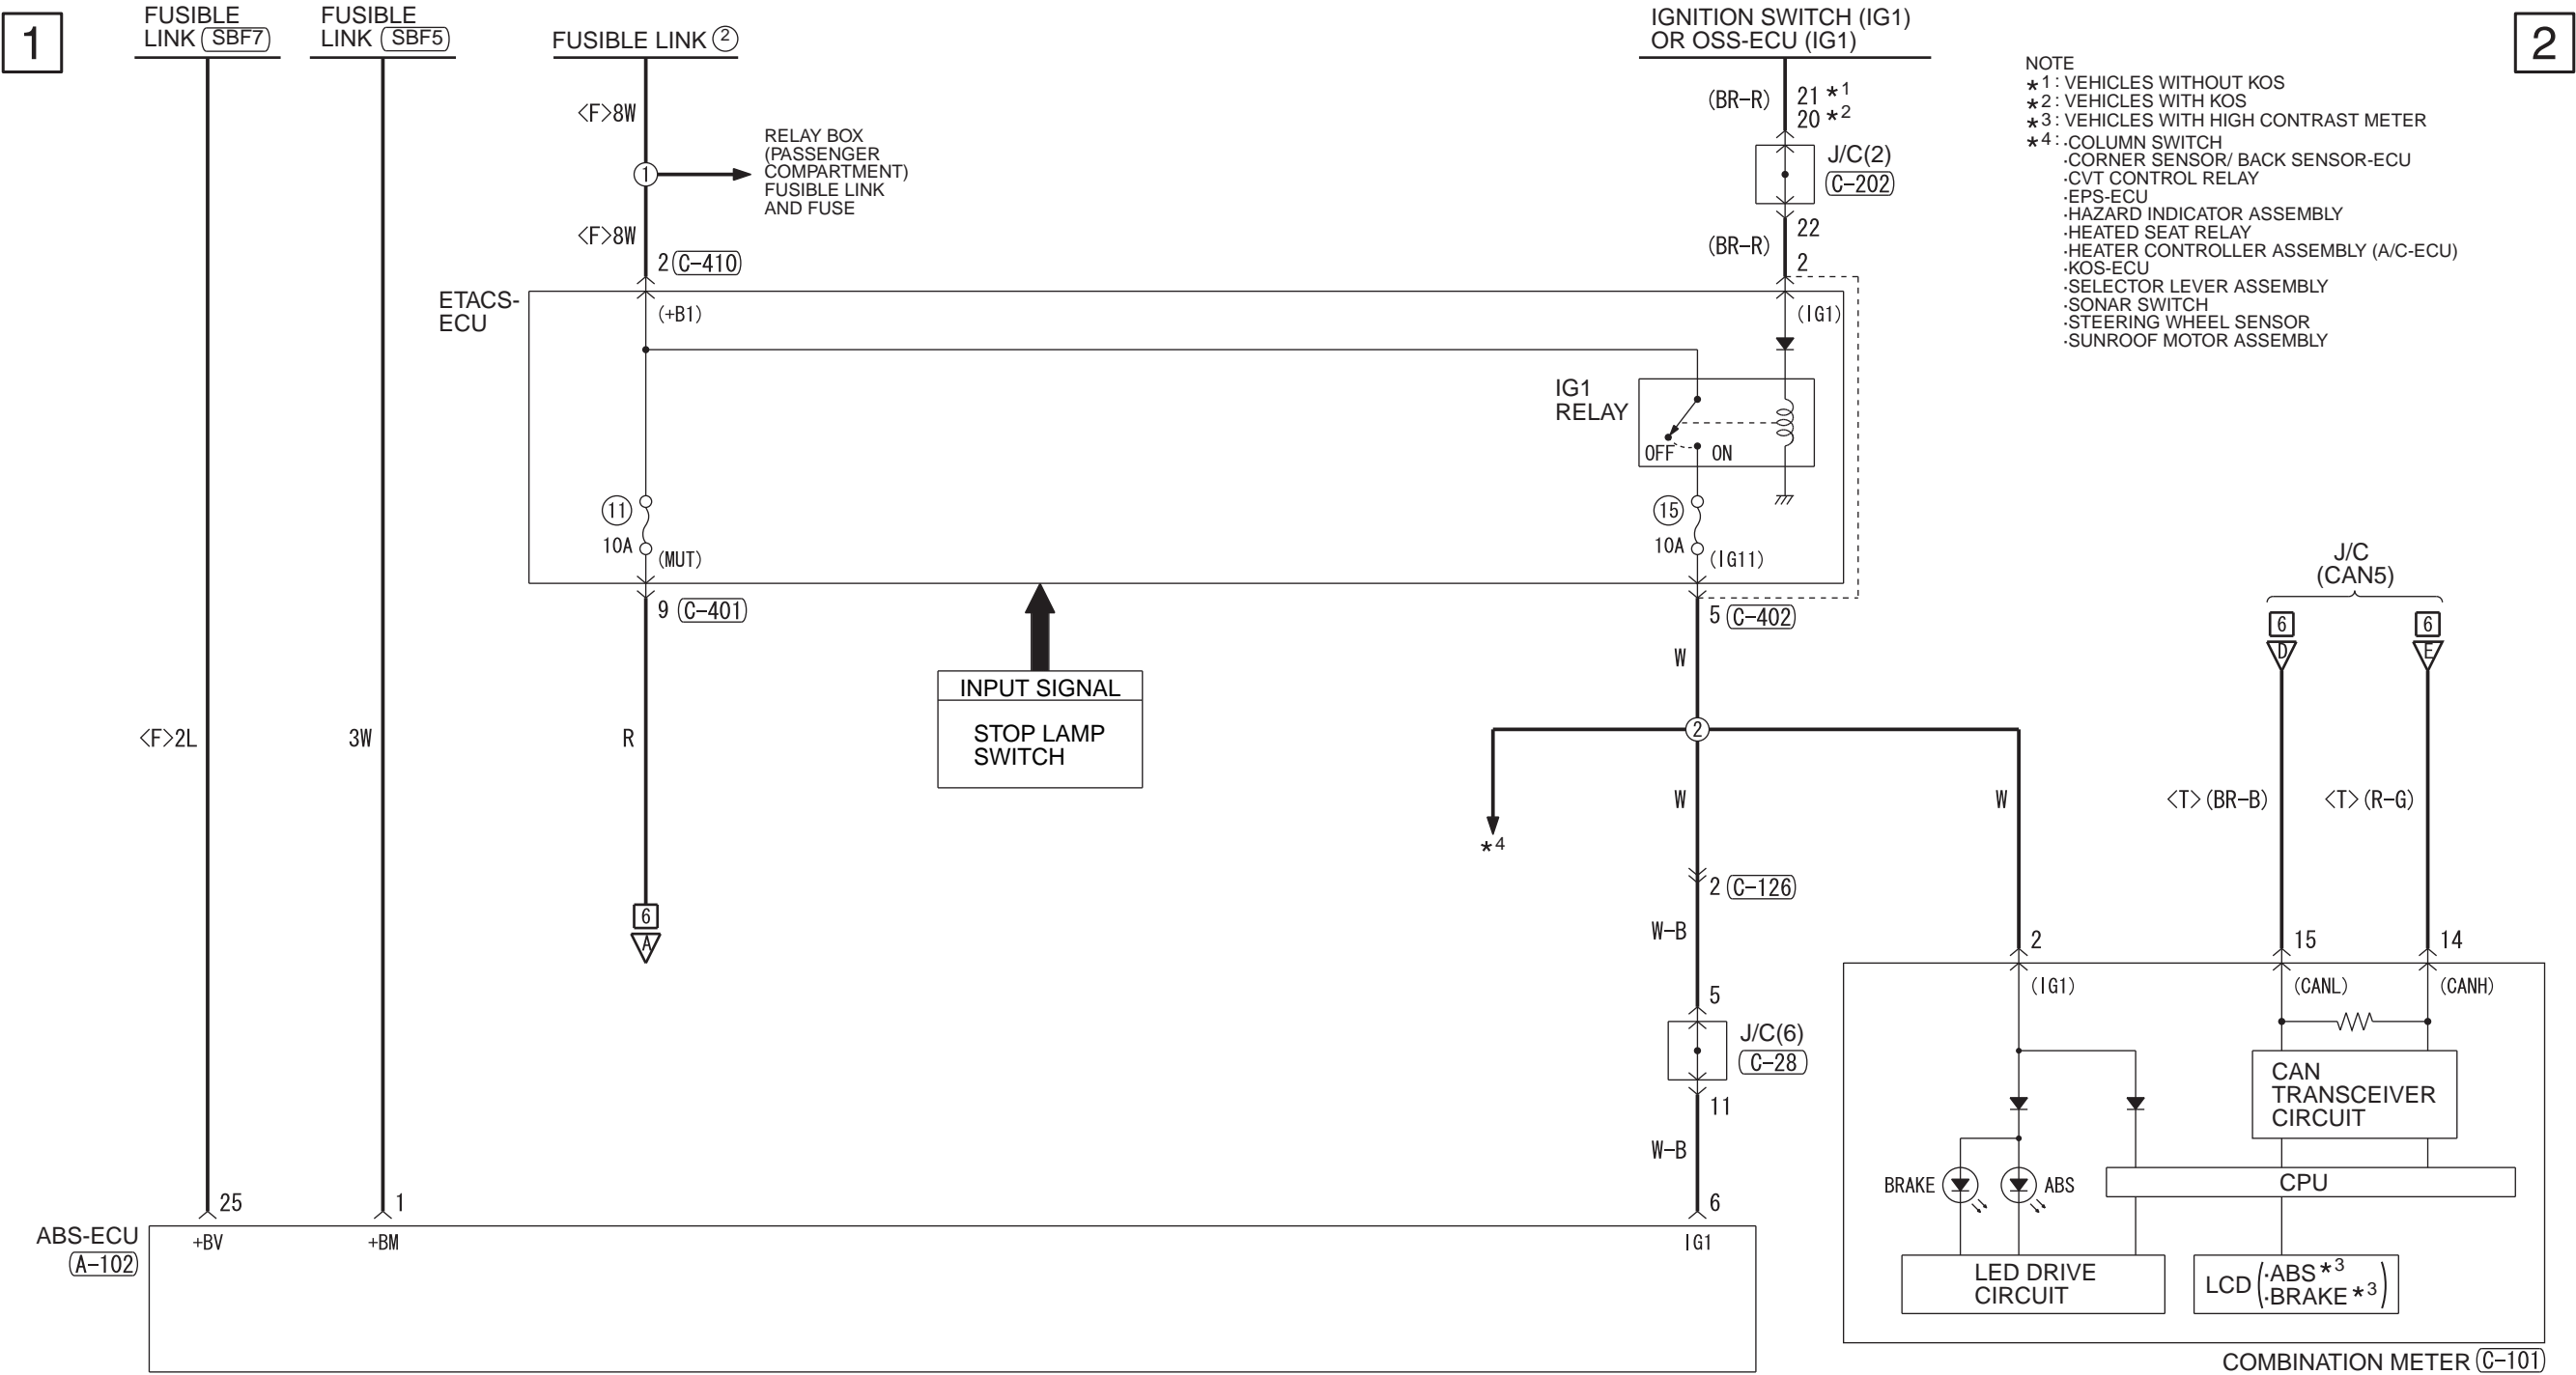 1
FUSIBLE
LINK SBF7
FUSIBLE
LINK SBF5
FUSIBLE LINK 2
IGNITION SWITCH (IG1)
OR OSS-ECU (IG1)
2
NOTE
*1: VEHICLES WITHOUT KOS
*2: VEHICLES WITH KOS
*3: VEHICLES WITH HIGH CONTRAST METER
*4: ·COLUMN SWITCH
·CORNER SENSOR/ BACK SENSOR-ECU
·CVT CONTROL RELAY
·EPS-ECU
·HAZARD INDICATOR ASSEMBLY
·HEATED SEAT RELAY
·HEATER CONTROLLER ASSEMBLY (A/C-ECU)
·KOS-ECU
·SELECTOR LEVER ASSEMBLY
·SONAR SWITCH
·STEERING WHEEL SENSOR
·SUNROOF MOTOR ASSEMBLY
<F>8W
1
RELAY BOX
(PASSENGER
COMPARTMENT)
FUSIBLE LINK
AND FUSE
<F>8W
2 C-410
(BR-R)
21 *1
20 *2
J/C(2)
C-202
22
(BR-R)
2
ETACS-
ECU
(+B1)
(IG1)
IG1
RELAY
OFF ON
11
10A
(MUT)
15
10A
(IG11)
9 C-401
5 C-402
INPUT SIGNAL
STOP LAMP
SWITCH
J/C
(CAN5)
6
D
6
E
<F>2L
3W
R
W
2
*4
W
W
<T>(BR-B)
<T>(R-G)
2 C-126
6
A
W-B
5
J/C(6)
C-28
11
W-B
2
15
14
(IG1)
(CANL)
(CANH)
CAN
TRANSCEIVER
CIRCUIT
BRAKE
ABS
CPU
LED DRIVE
CIRCUIT
LCD
·ABS*3
·BRAKE*3
25
1
6
ABS-ECU
A-102
+BV
+BM
IG1
COMBINATION METER C-101